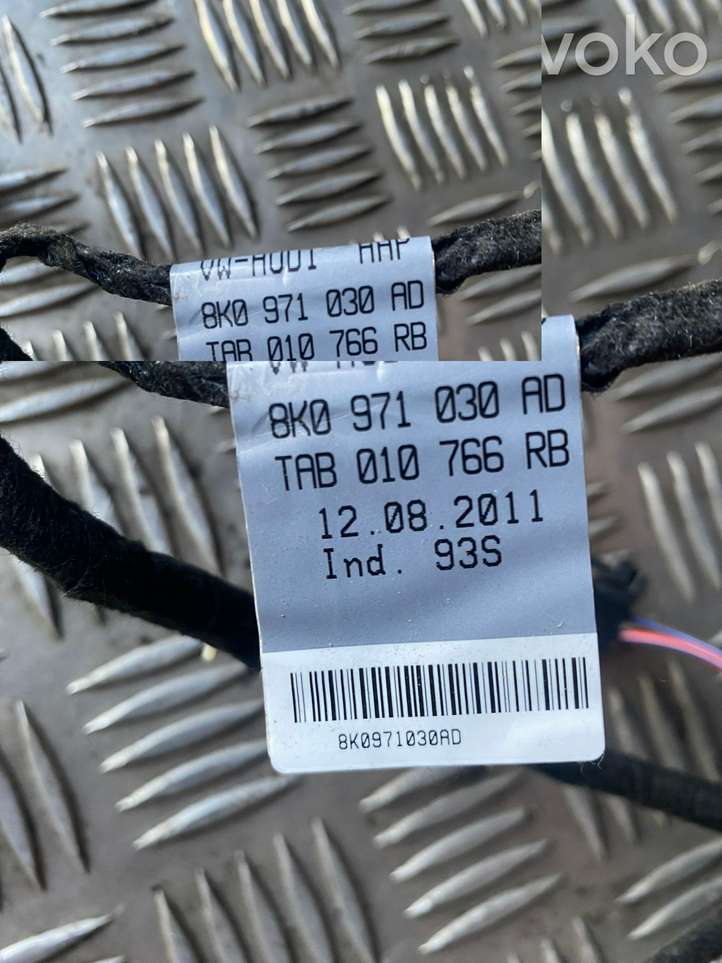 voko
VW-AUDI AAP
8K0 971 030 AD
TAB 010 766 RB
8K0 971 030 AD
TAB 010 766 RB
12.08.2011
Ind. 93S
8K0971030AD